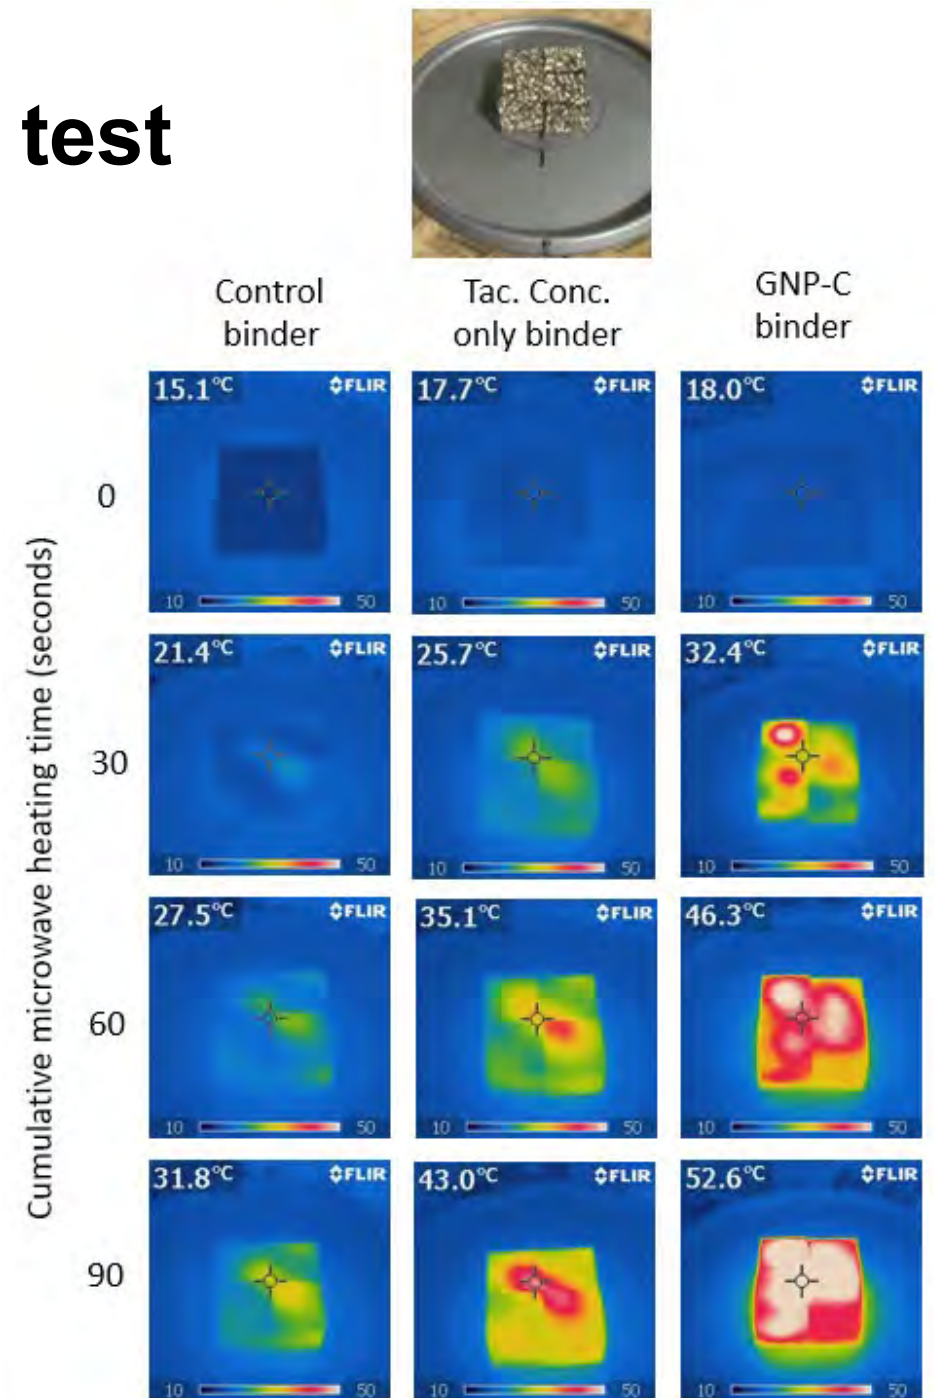 test
Control
binder
Tac. Conc.
only binder
GNP-C
binder
Cumulative microwave heating time (seconds)
0
15.1°C FLIR
10 50
17.7°C FLIR
10 50
18.0°C FLIR
10 50
30
21.4°C FLIR
10 50
25.7°C FLIR
10 50
32.4°C FLIR
10 50
60
27.5°C FLIR
10 50
35.1°C FLIR
10 50
46.3°C FLIR
10 50
90
31.8°C FLIR
10 50
43.0°C FLIR
10 50
52.6°C FLIR
10 50